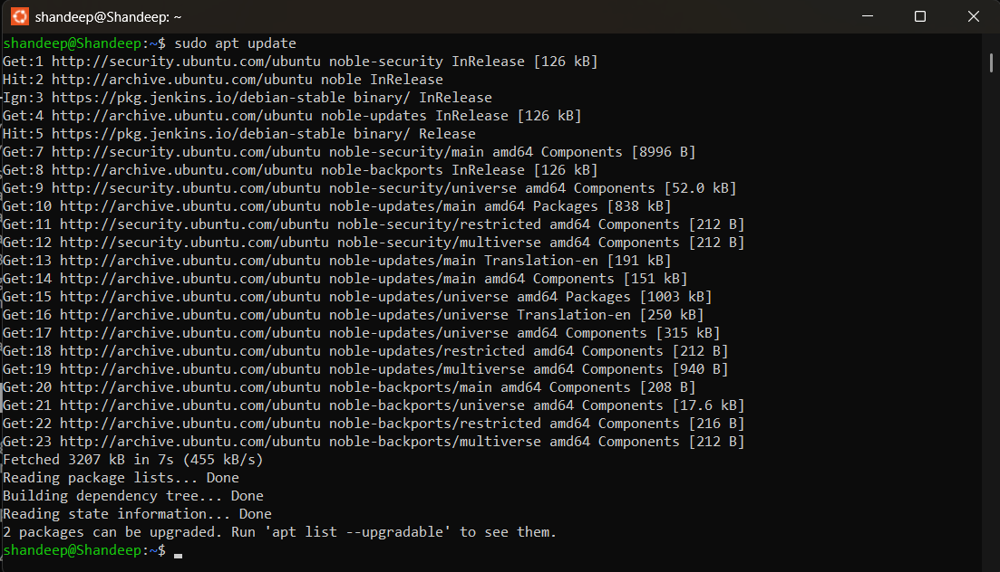 shandeep@Shandeep: ~
shandeep@Shandeep:~$ sudo apt update
Get:1 http://security.ubuntu.com/ubuntu noble-security InRelease [126 kB]
Hit:2 http://archive.ubuntu.com/ubuntu noble InRelease
Ign:3 https://pkg.jenkins.io/debian-stable binary/ InRelease
Get:4 http://archive.ubuntu.com/ubuntu noble-updates InRelease [126 kB]
Hit:5 https://pkg.jenkins.io/debian-stable binary/ Release
Get:7 http://security.ubuntu.com/ubuntu noble-security/main amd64 Components [8996 B]
Get:8 http://archive.ubuntu.com/ubuntu noble-backports InRelease [126 kB]
Get:9 http://security.ubuntu.com/ubuntu noble-security/universe amd64 Components [52.0 kB]
Get:10 http://archive.ubuntu.com/ubuntu noble-updates/main amd64 Packages [838 kB]
Get:11 http://security.ubuntu.com/ubuntu noble-security/restricted amd64 Components [212 B]
Get:12 http://security.ubuntu.com/ubuntu noble-security/multiverse amd64 Components [212 B]
Get:13 http://archive.ubuntu.com/ubuntu noble-updates/main Translation-en [191 kB]
Get:14 http://archive.ubuntu.com/ubuntu noble-updates/main amd64 Components [151 kB]
Get:15 http://archive.ubuntu.com/ubuntu noble-updates/universe amd64 Packages [1003 kB]
Get:16 http://archive.ubuntu.com/ubuntu noble-updates/universe Translation-en [250 kB]
Get:17 http://archive.ubuntu.com/ubuntu noble-updates/universe amd64 Components [315 kB]
Get:18 http://archive.ubuntu.com/ubuntu noble-updates/restricted amd64 Components [212 B]
Get:19 http://archive.ubuntu.com/ubuntu noble-updates/multiverse amd64 Components [940 B]
Get:20 http://archive.ubuntu.com/ubuntu noble-backports/main amd64 Components [208 B]
Get:21 http://archive.ubuntu.com/ubuntu noble-backports/universe amd64 Components [17.6 kB]
Get:22 http://archive.ubuntu.com/ubuntu noble-backports/restricted amd64 Components [216 B]
Get:23 http://archive.ubuntu.com/ubuntu noble-backports/multiverse amd64 Components [212 B]
Fetched 3207 kB in 7s (455 kB/s)
Reading package lists... Done
Building dependency tree... Done
Reading state information... Done
2 packages can be upgraded. Run 'apt list --upgradable' to see them.
shandeep@Shandeep:~$